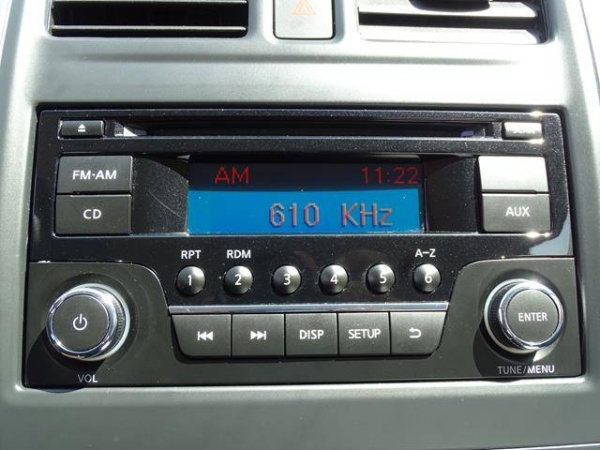 FM·AM
CD
AM 11:22
610 KHz
AUX
RPT RDM A-Z
1 2 3 4 5 6
DISP SETUP
VOL
ENTER
TUNE/MENU